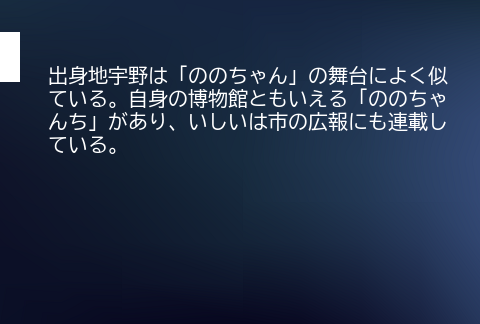 出身地宇野は「ののちゃん」の舞台によく似
ている。自身の博物館ともいえる「ののちゃ
んち」があり、いしいは市の広報にも連載し
ている。